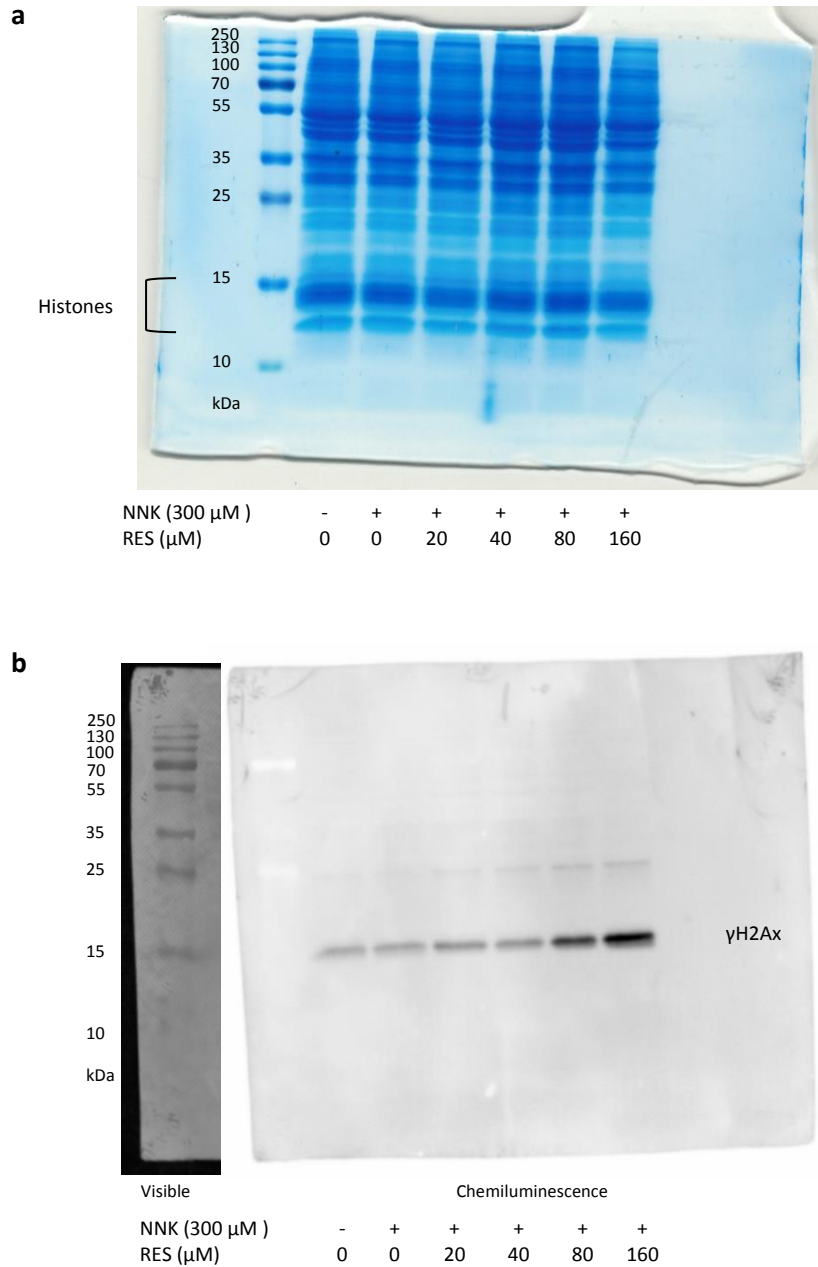 a
250
130
100
70
55
35
25
15
Histones
10
kDa
NNK (300 µM ) - + + + + +
RES (µM) 0 0 20 40 80 160
b
250
130
100
70
55
35
25
γH2Ax
15
10
kDa
Visible Chemiluminescence
NNK (300 µM ) - + + + + +
RES (µM) 0 0 20 40 80 160